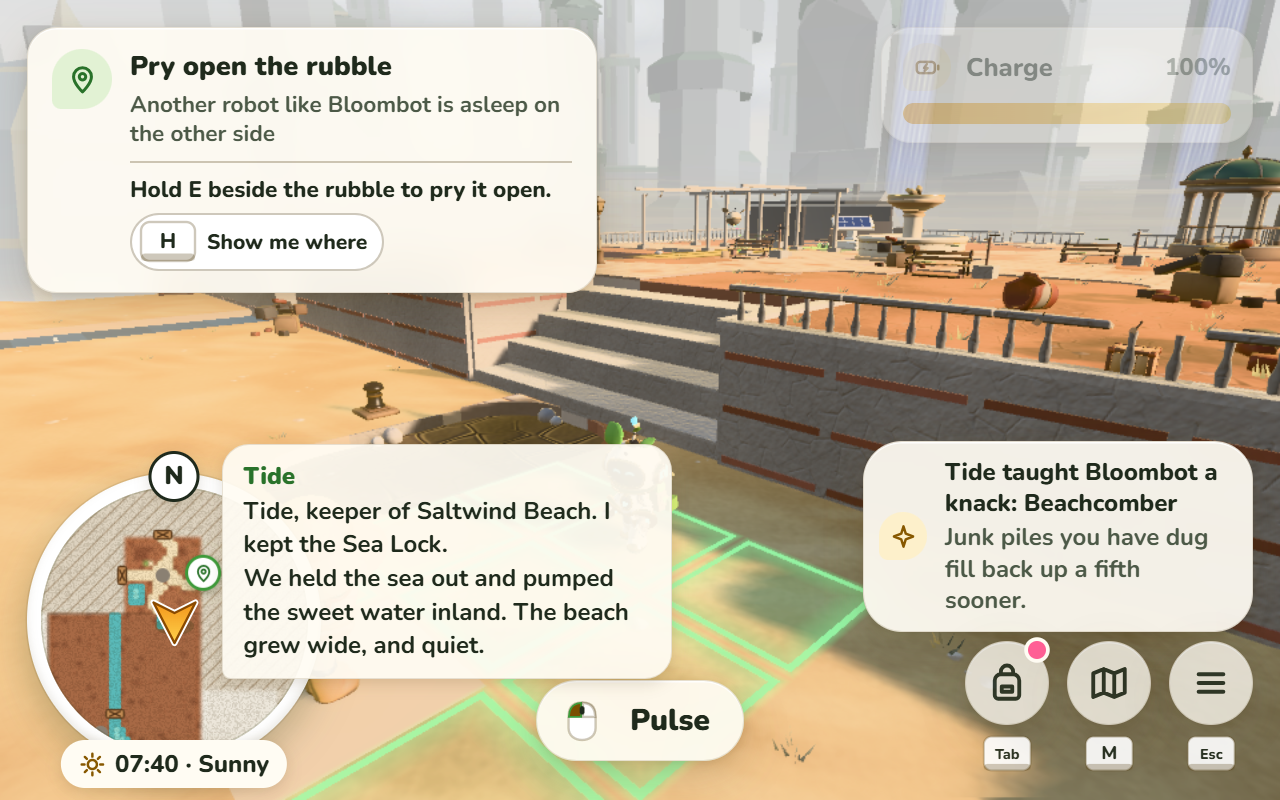 Pry open the rubble
Another robot like Bloombot is asleep on
the other side
Hold E beside the rubble to pry it open.
H Show me where
Charge 100%
N
Tide
Tide, keeper of Saltwind Beach. I
kept the Sea Lock.
We held the sea out and pumped
the sweet water inland. The beach
grew wide, and quiet.
Tide taught Bloombot a
knack: Beachcomber
Junk piles you have dug
fill back up a fifth
sooner.
Pulse
07:40 · Sunny
Tab M Esc